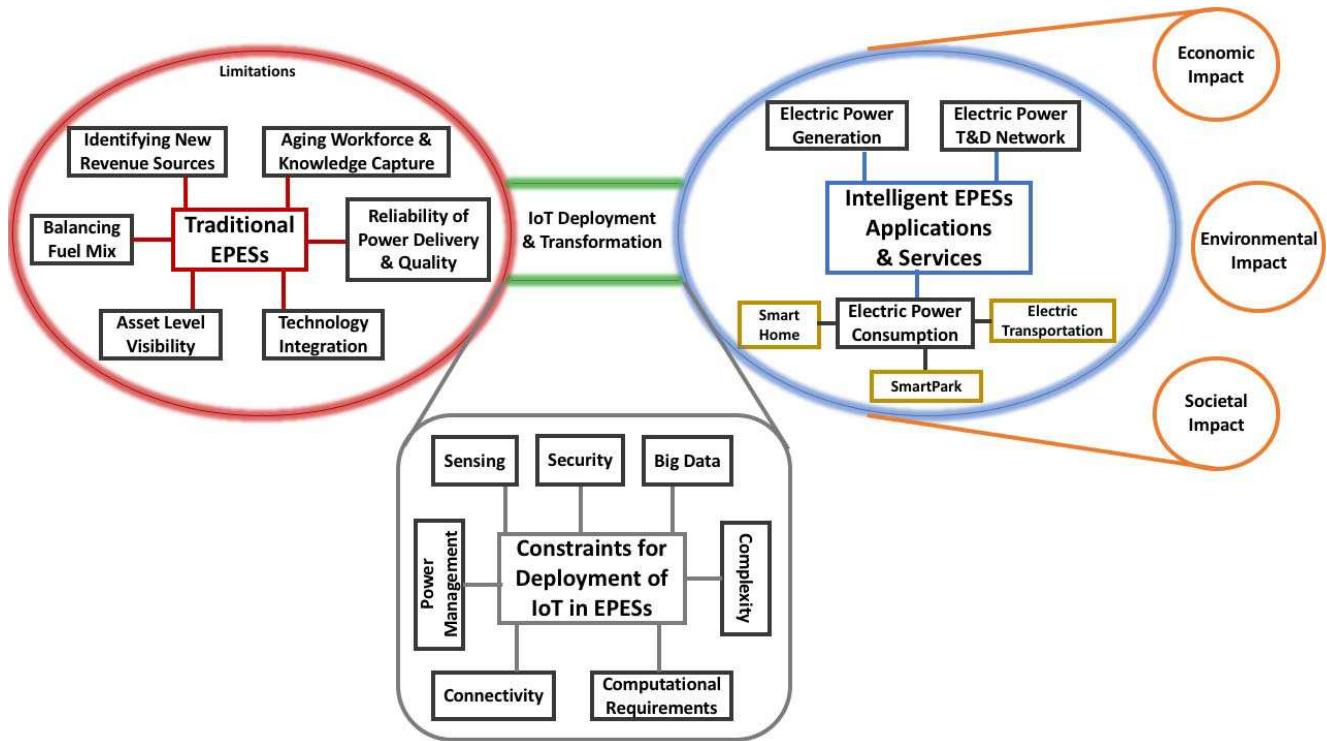 Limitations
Identifying New
Revenue Sources
Aging Workforce &
Knowledge Capture
Balancing
Fuel Mix
Traditional
EPESs
Reliability of
Power Delivery
& Quality
Asset Level
Visibility
Technology
Integration
IoT Deployment
& Transformation
Electric Power
Generation
Electric Power
T&D Network
Intelligent EPESs
Applications
& Services
Smart
Home
Electric Power
Consumption
Electric
Transportation
SmartPark
Economic
Impact
Environmental
Impact
Societal
Impact
Sensing
Security
Big Data
Power
Management
Constraints for
Deployment of
IoT in EPESs
Complexity
Connectivity
Computational
Requirements